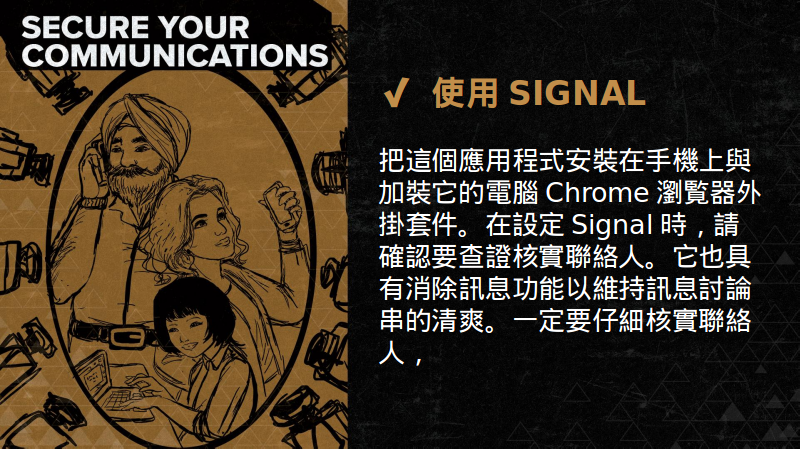 SECURE YOUR
COMMUNICATIONS
✓ 使用 SIGNAL
把這個應用程式安裝在手機上與
加裝它的電腦 Chrome 瀏覧器外
掛套件。在設定 Signal 時，請
確認要查證核實聯絡人。它也具
有消除訊息功能以維持訊息討論
串的清爽。一定要仔細核實聯絡
人，